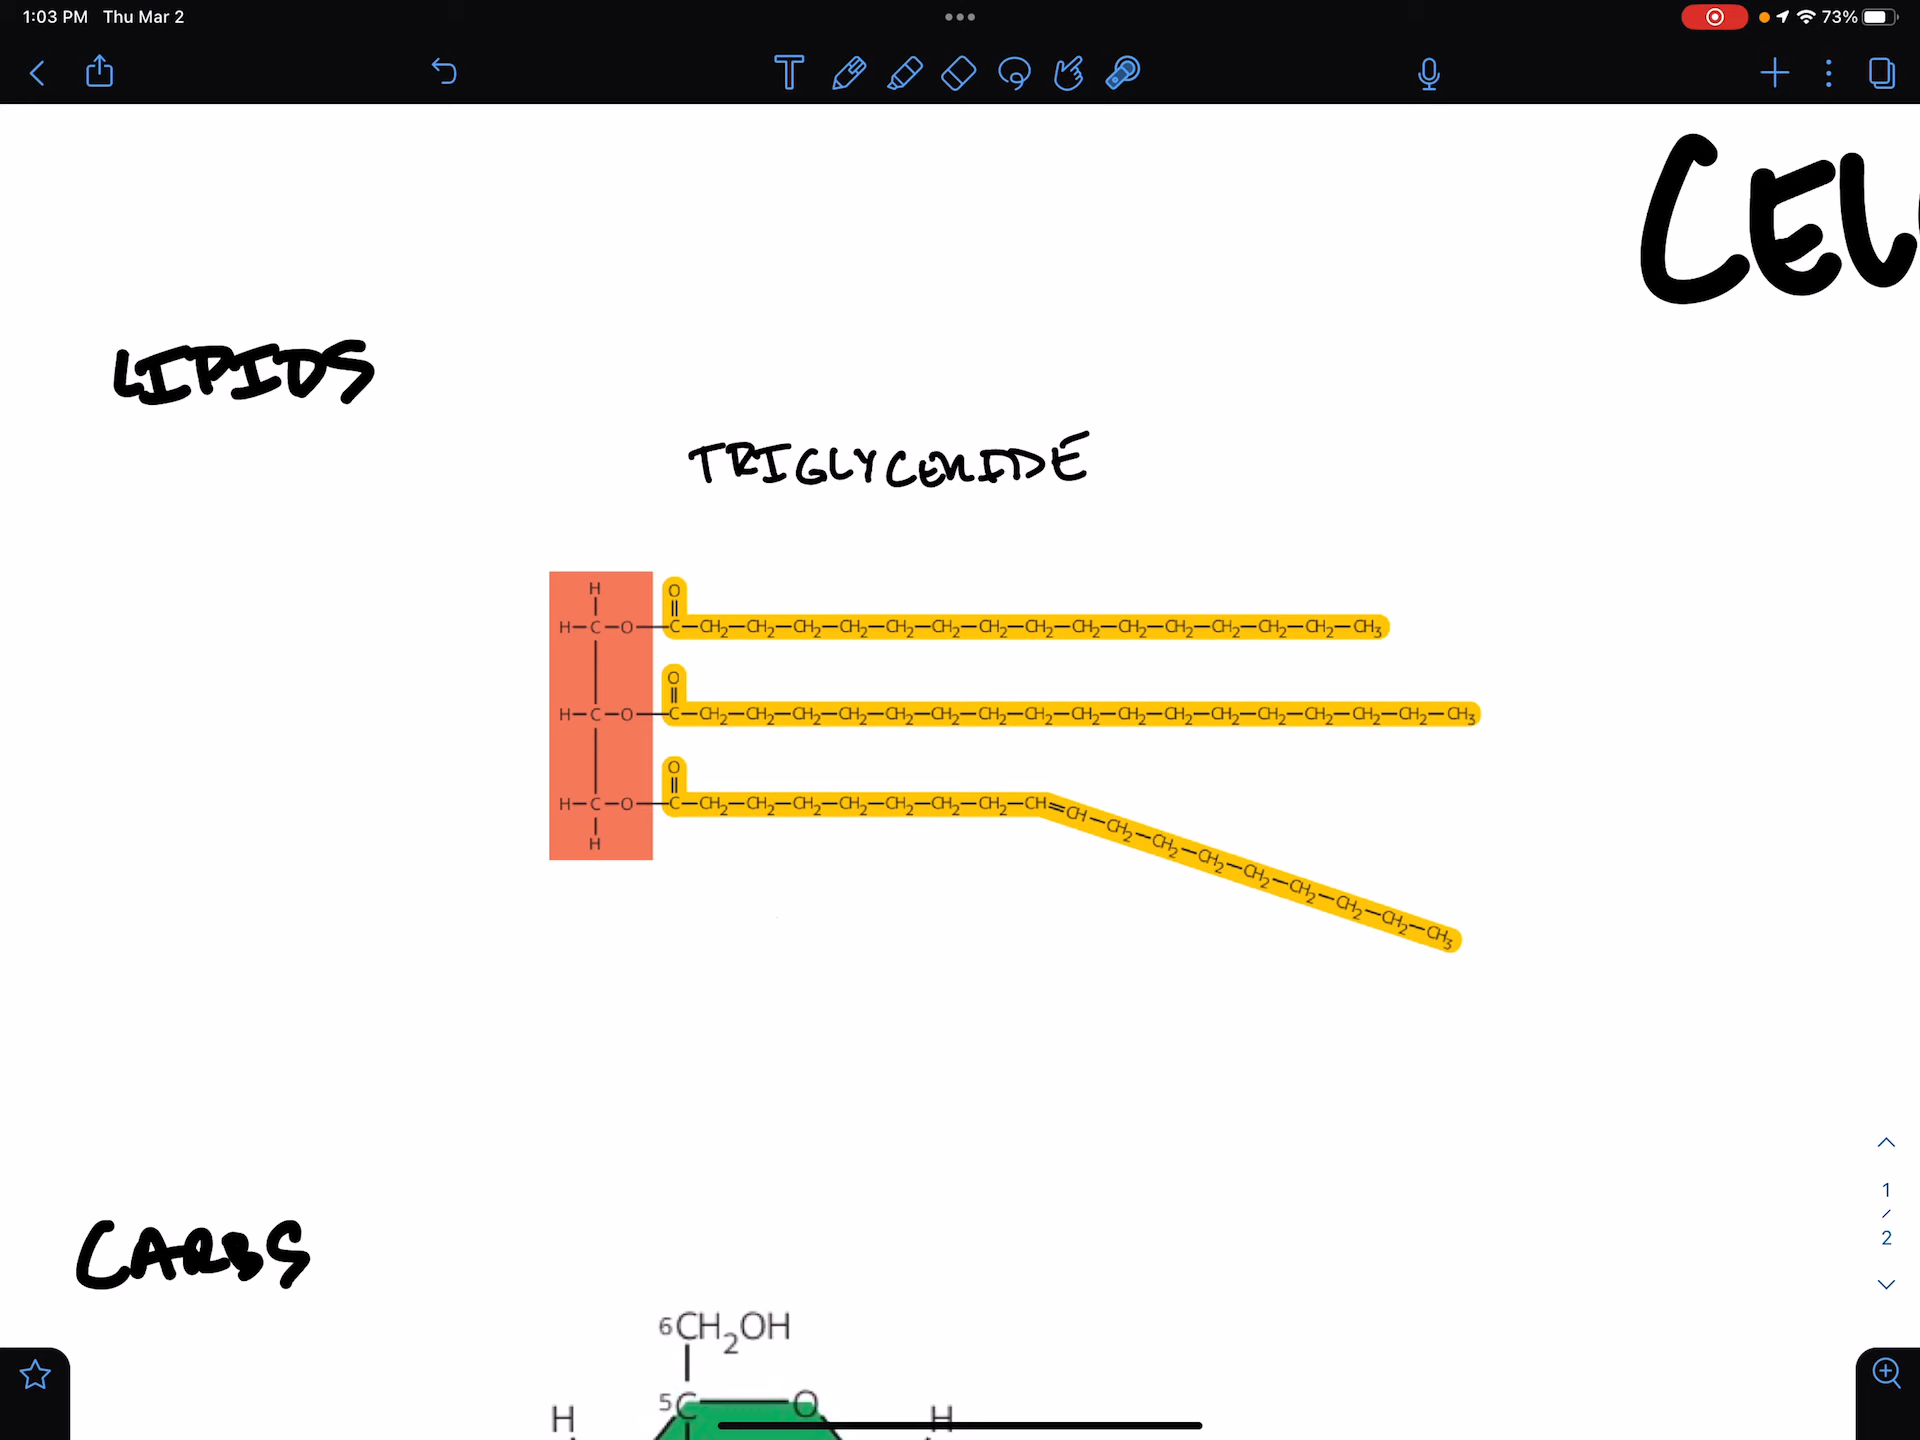 1:03 PM Thu Mar 2
73%
CEL
LIPIDS
TRIGLYCERIDE
H O
H–C–O–C–CH₂–CH₂–CH₂–CH₂–CH₂–CH₂–CH₂–CH₂–CH₂–CH₂–CH₂–CH₂–CH₂–CH₂–CH₃
O
H–C–O–C–CH₂–CH₂–CH₂–CH₂–CH₂–CH₂–CH₂–CH₂–CH₂–CH₂–CH₂–CH₂–CH₂–CH₂–CH₂–CH₂–CH₃
O
H–C–O–C–CH₂–CH₂–CH₂–CH₂–CH₂–CH₂–CH₂–CH=CH–CH₂–CH₂–CH₂–CH₂–CH₂–CH₂–CH₂–CH₃
H
1
/
2
CARBS
6CH₂OH
5C O
H H